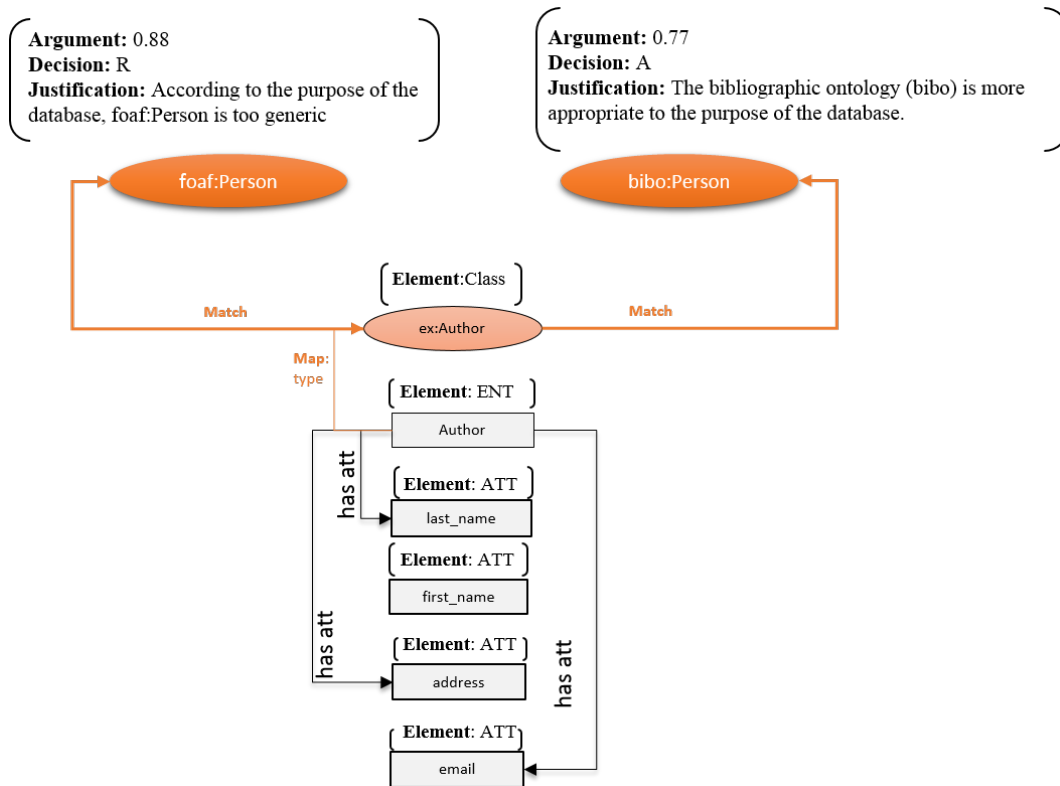 Argument: 0.88
Decision: R
Justification: According to the purpose of the
database, foaf:Person is too generic
Argument: 0.77
Decision: A
Justification: The bibliographic ontology (bibo) is more
appropriate to the purpose of the database.
foaf:Person
bibo:Person
Element:Class
Match
ex:Author
Match
Map:
type
Element: ENT
Author
has att
Element: ATT
last_name
Element: ATT
first_name
has att
Element: ATT
address
has att
Element: ATT
email